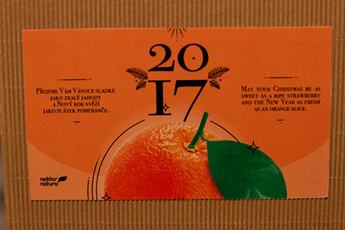 20
17
Přejeme Vám Vánoce sladké
jako zralé jahody
a Nový rok svěží
jako plátek pomeranče.
May your Christmas be as
sweet as a ripe strawberry
and the New Year as fresh
as an orange slice.
nektar
natura